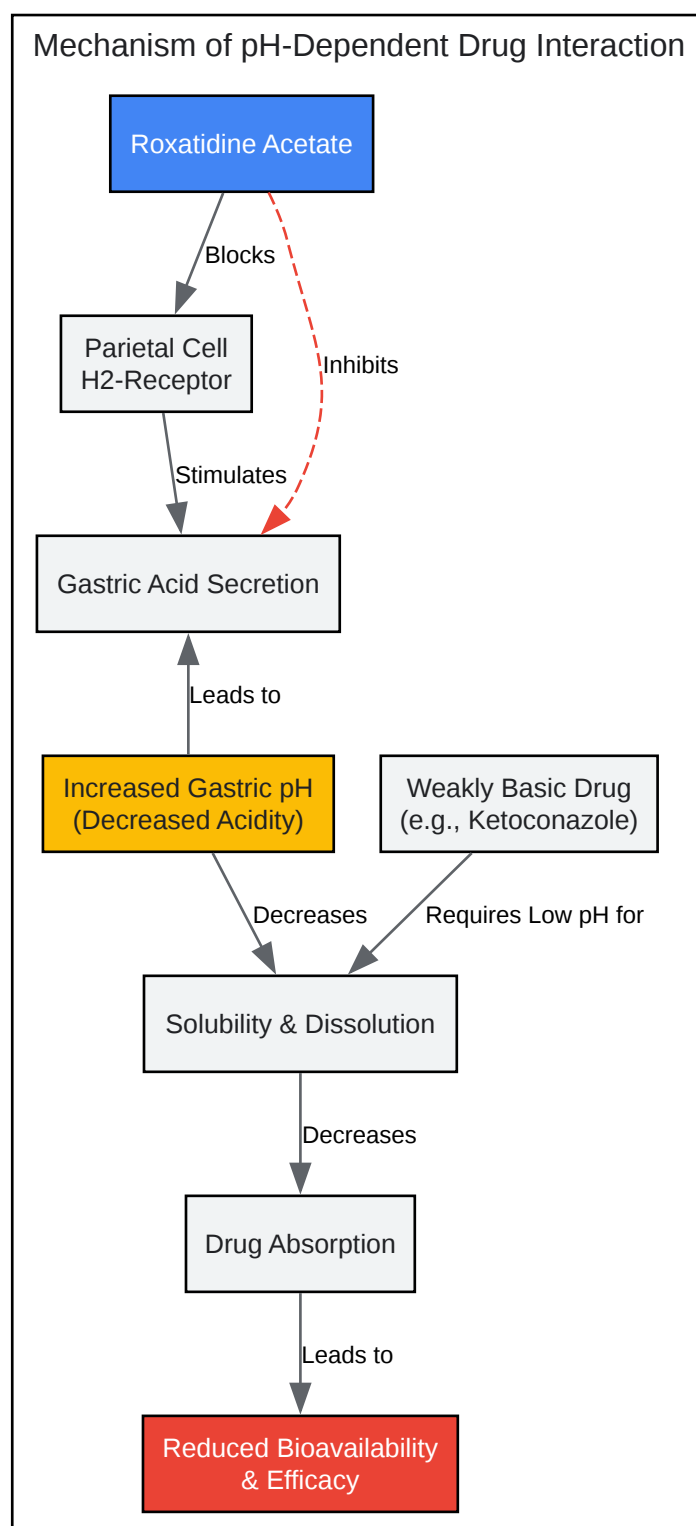 Mechanism of pH-Dependent Drug Interaction
Roxatidine Acetate
Blocks
Parietal Cell
H2-Receptor
Inhibits
Stimulates
Gastric Acid Secretion
Leads to
Increased Gastric pH
(Decreased Acidity)
Weakly Basic Drug
(e.g., Ketoconazole)
Decreases
Requires Low pH for
Solubility & Dissolution
Decreases
Drug Absorption
Leads to
Reduced Bioavailability
& Efficacy